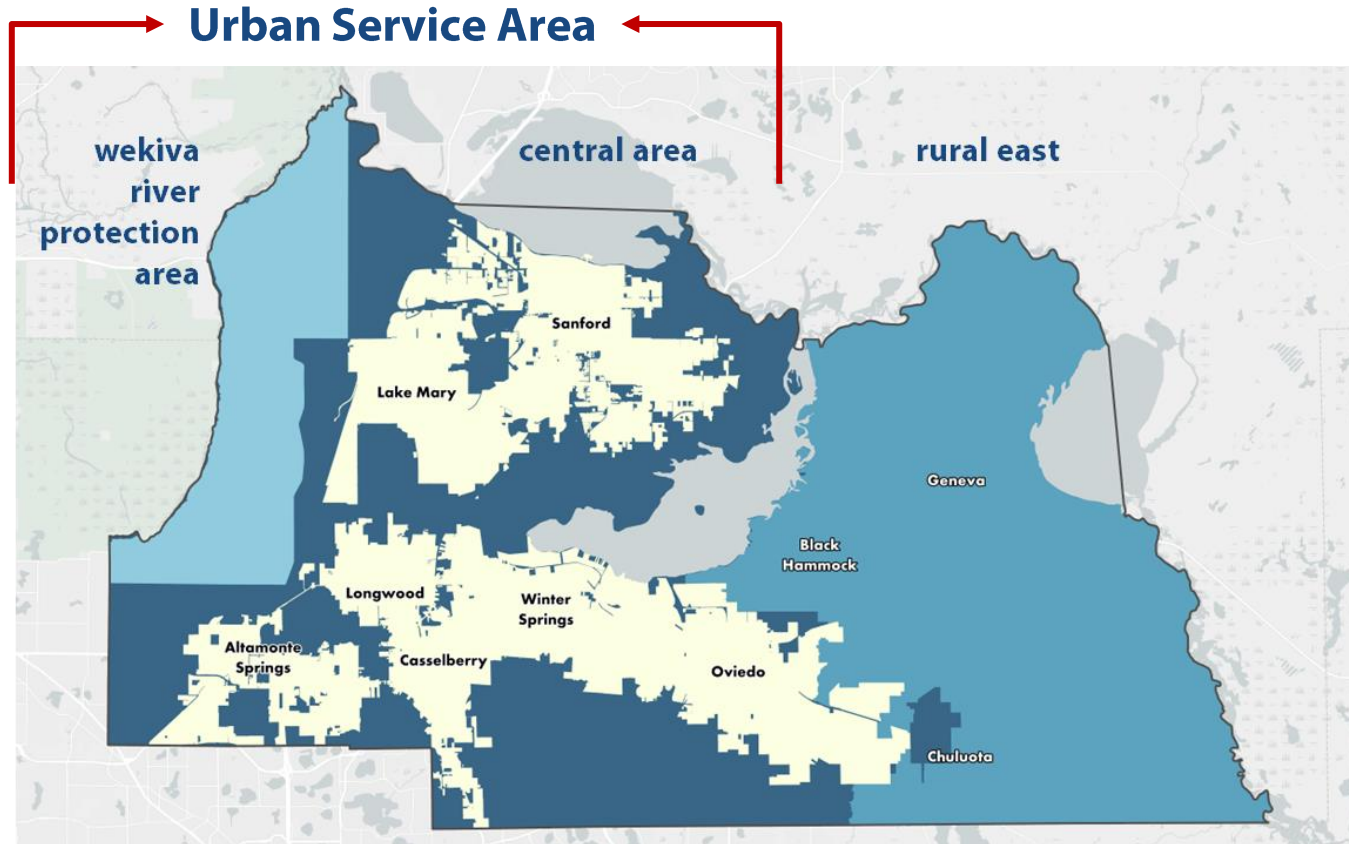 Urban Service Area
wekiva
river
protection
area
central area
rural east
Sanford
Lake Mary
Geneva
Black
Hammock
Longwood
Winter
Springs
Altamonte
Springs
Casselberry
Oviedo
Chuluota